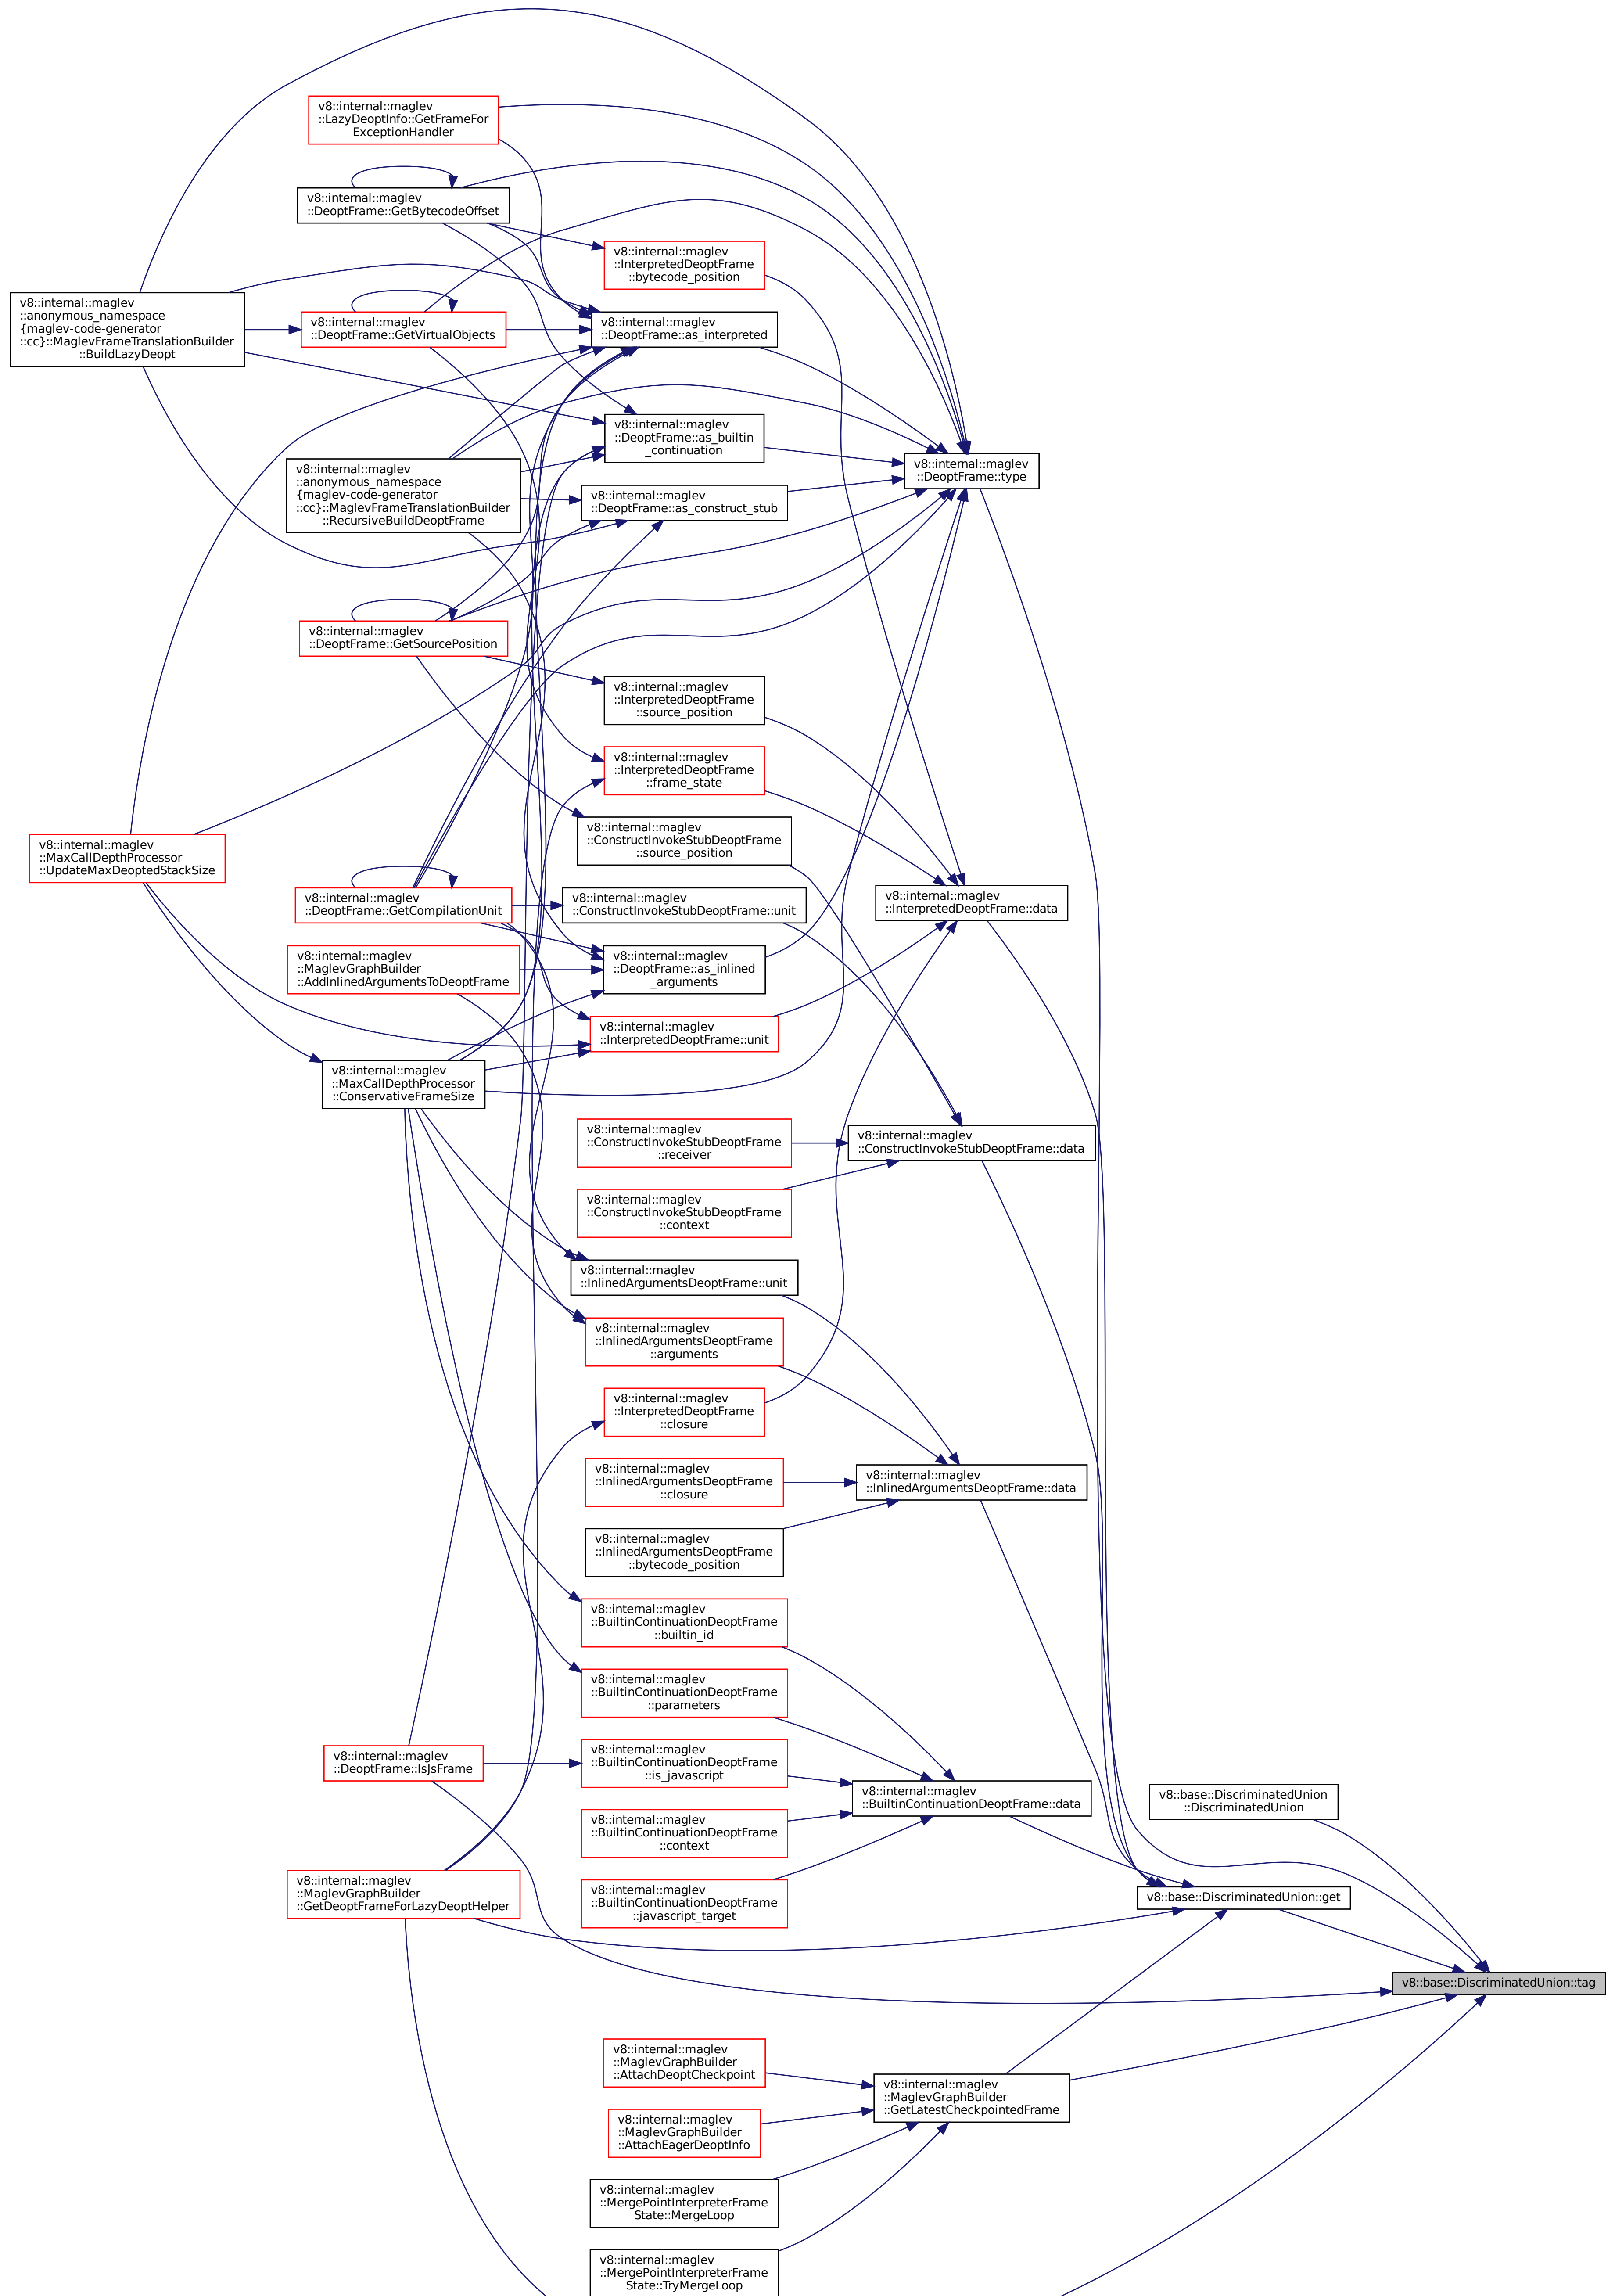 v8::internal::maglev
::LazyDeoptInfo::GetFrameFor
ExceptionHandler
v8::internal::maglev
::DeoptFrame::GetBytecodeOffset
v8::internal::maglev
::InterpretedDeoptFrame
::bytecode_position
v8::internal::maglev
::anonymous_namespace
{maglev-code-generator
::cc}::MaglevFrameTranslationBuilder
::BuildLazyDeopt
v8::internal::maglev
::DeoptFrame::GetVirtualObjects
v8::internal::maglev
::DeoptFrame::as_interpreted
v8::internal::maglev
::DeoptFrame::as_builtin
_continuation
v8::internal::maglev
::DeoptFrame::type
v8::internal::maglev
::anonymous_namespace
{maglev-code-generator
::cc}::MaglevFrameTranslationBuilder
::RecursiveBuildDeoptFrame
v8::internal::maglev
::DeoptFrame::as_construct_stub
v8::internal::maglev
::DeoptFrame::GetSourcePosition
v8::internal::maglev
::InterpretedDeoptFrame
::source_position
v8::internal::maglev
::InterpretedDeoptFrame
::frame_state
v8::internal::maglev
::ConstructInvokeStubDeoptFrame
::source_position
v8::internal::maglev
::MaxCallDepthProcessor
::UpdateMaxDeoptedStackSize
v8::internal::maglev
::DeoptFrame::GetCompilationUnit
v8::internal::maglev
::ConstructInvokeStubDeoptFrame::unit
v8::internal::maglev
::InterpretedDeoptFrame::data
v8::internal::maglev
::MaglevGraphBuilder
::AddInlinedArgumentsToDeoptFrame
v8::internal::maglev
::DeoptFrame::as_inlined
_arguments
v8::internal::maglev
::InterpretedDeoptFrame::unit
v8::internal::maglev
::MaxCallDepthProcessor
::ConservativeFrameSize
v8::internal::maglev
::ConstructInvokeStubDeoptFrame
::receiver
v8::internal::maglev
::ConstructInvokeStubDeoptFrame::data
v8::internal::maglev
::ConstructInvokeStubDeoptFrame
::context
v8::internal::maglev
::InlinedArgumentsDeoptFrame::unit
v8::internal::maglev
::InlinedArgumentsDeoptFrame
::arguments
v8::internal::maglev
::InterpretedDeoptFrame
::closure
v8::internal::maglev
::InlinedArgumentsDeoptFrame
::closure
v8::internal::maglev
::InlinedArgumentsDeoptFrame::data
v8::internal::maglev
::InlinedArgumentsDeoptFrame
::bytecode_position
v8::internal::maglev
::BuiltinContinuationDeoptFrame
::builtin_id
v8::internal::maglev
::BuiltinContinuationDeoptFrame
::parameters
v8::internal::maglev
::DeoptFrame::IsJsFrame
v8::internal::maglev
::BuiltinContinuationDeoptFrame
::is_javascript
v8::internal::maglev
::BuiltinContinuationDeoptFrame::data
v8::base::DiscriminatedUnion
::DiscriminatedUnion
v8::internal::maglev
::BuiltinContinuationDeoptFrame
::context
v8::internal::maglev
::MaglevGraphBuilder
::GetDeoptFrameForLazyDeoptHelper
v8::internal::maglev
::BuiltinContinuationDeoptFrame
::javascript_target
v8::base::DiscriminatedUnion::get
v8::base::DiscriminatedUnion::tag
v8::internal::maglev
::MaglevGraphBuilder
::AttachDeoptCheckpoint
v8::internal::maglev
::MaglevGraphBuilder
::GetLatestCheckpointedFrame
v8::internal::maglev
::MaglevGraphBuilder
::AttachEagerDeoptInfo
v8::internal::maglev
::MergePointInterpreterFrame
State::MergeLoop
v8::internal::maglev
::MergePointInterpreterFrame
State::TryMergeLoop